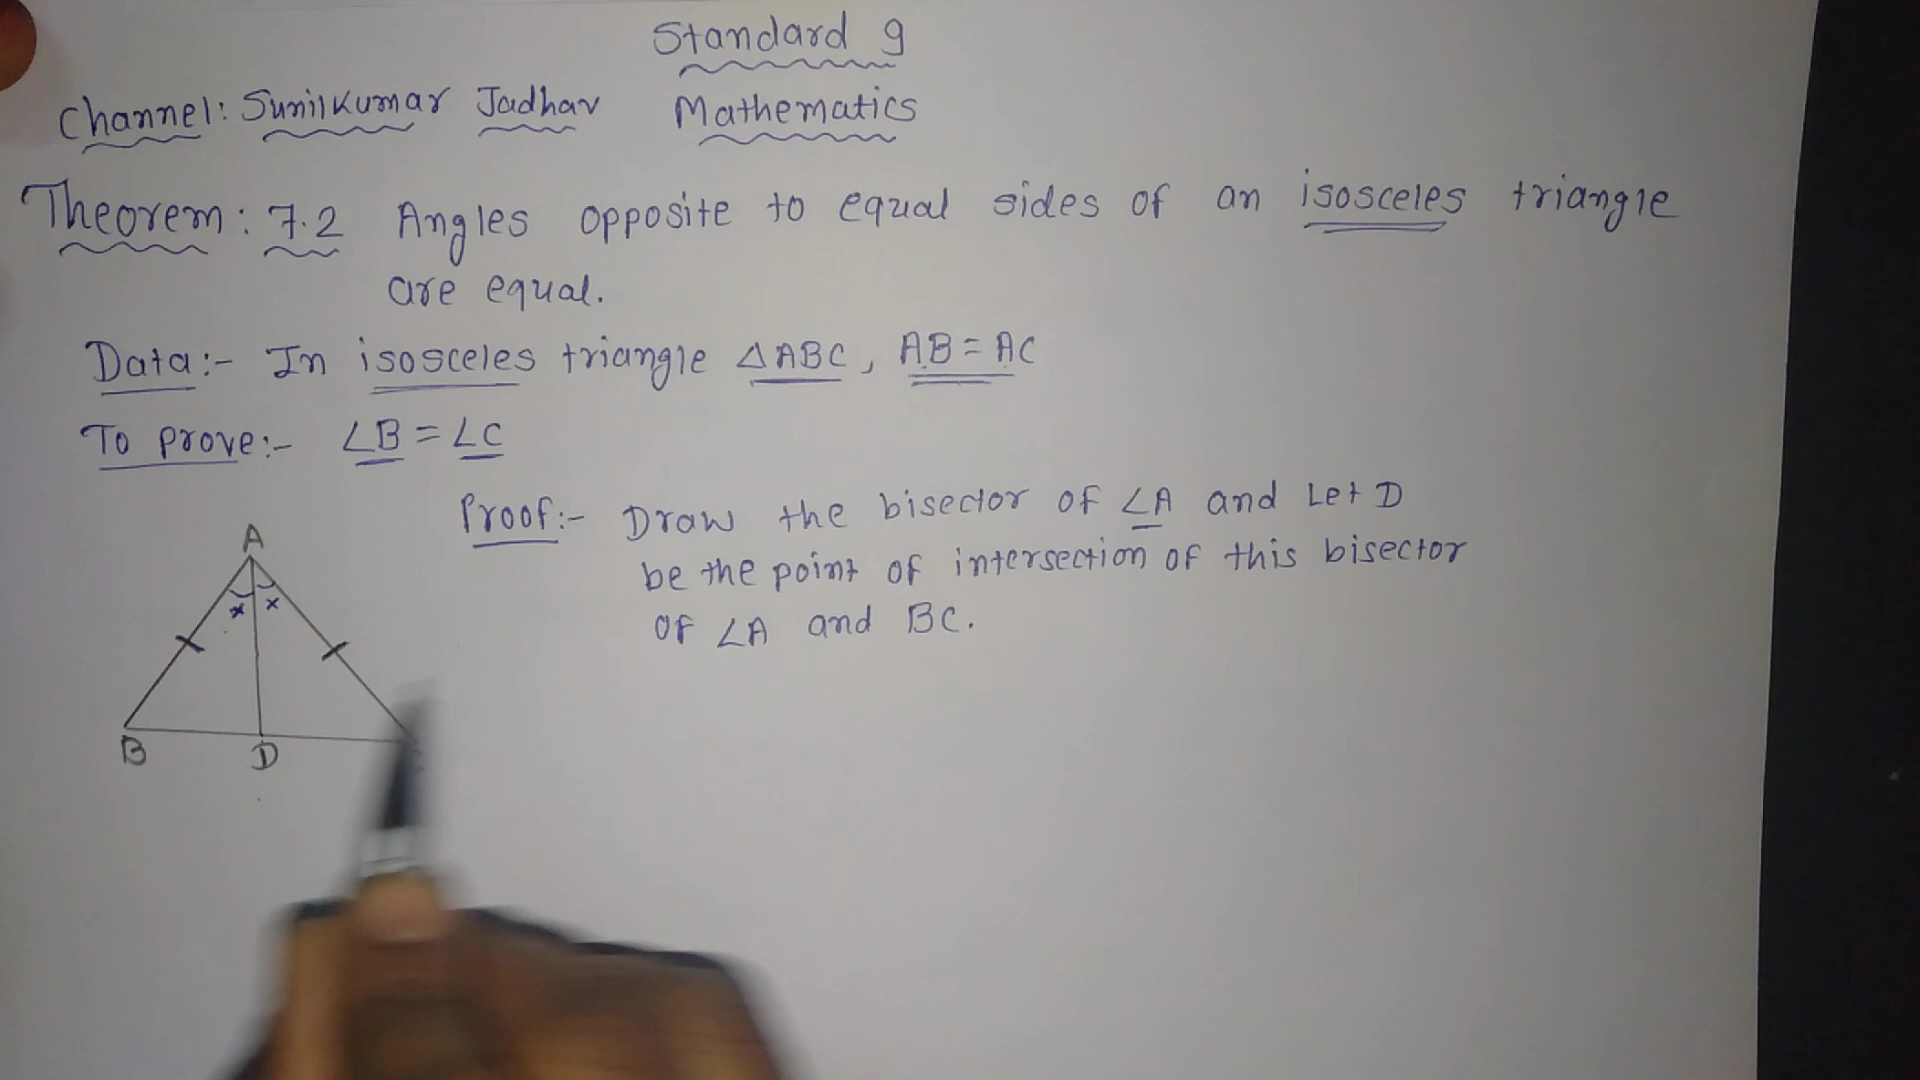 Standard 9
Channel: Sunilkumar Jadhav Mathematics
Theorem: 7.2 Angles opposite to equal sides of an isosceles triangle
are equal.
Data:- In isosceles triangle △ABC, AB = AC
To prove:- ∠B = ∠C
Proof:- Draw the bisector of ∠A and Let D
be the point of intersection of this bisector
of ∠A and BC.
A
x x
B D